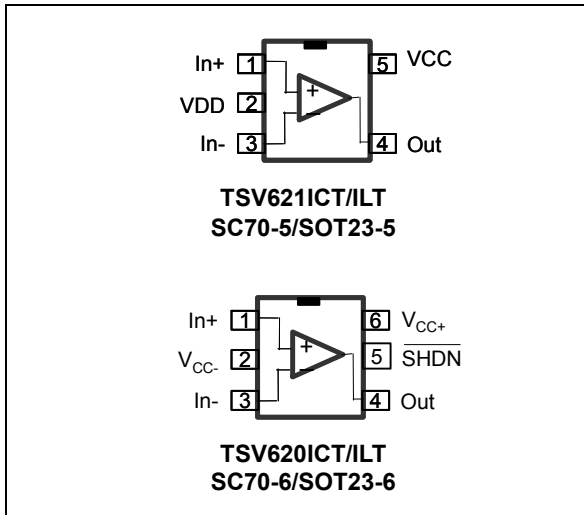 In+ 1 5 VCC
VDD 2 +
In- 3 4 Out
TSV621ICT/ILT
SC70-5/SOT23-5
In+ 1 6 VCC+
VCC- 2 + 5 SHDN
In- 3 4 Out
TSV620ICT/ILT
SC70-6/SOT23-6